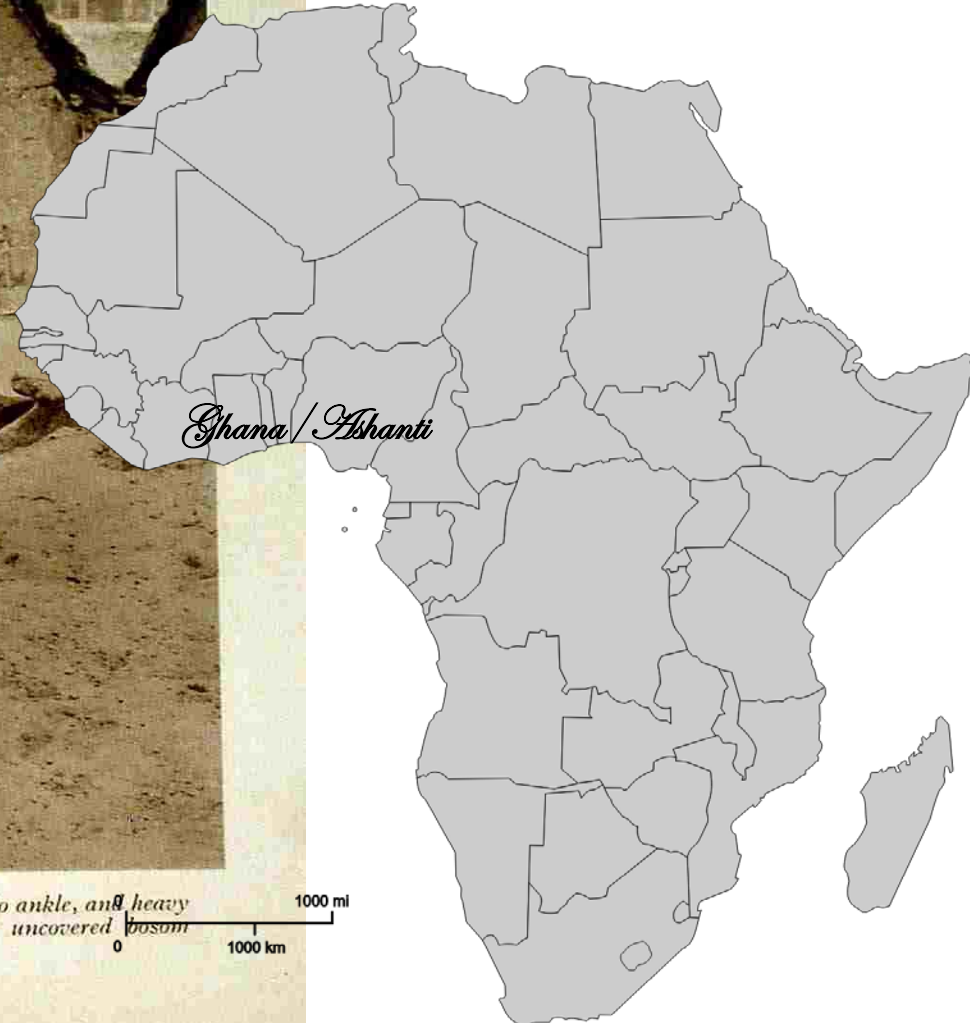 Ghana/Ashanti
o ankle, and heavy
uncovered bosom
0 1000 mi
0 1000 km